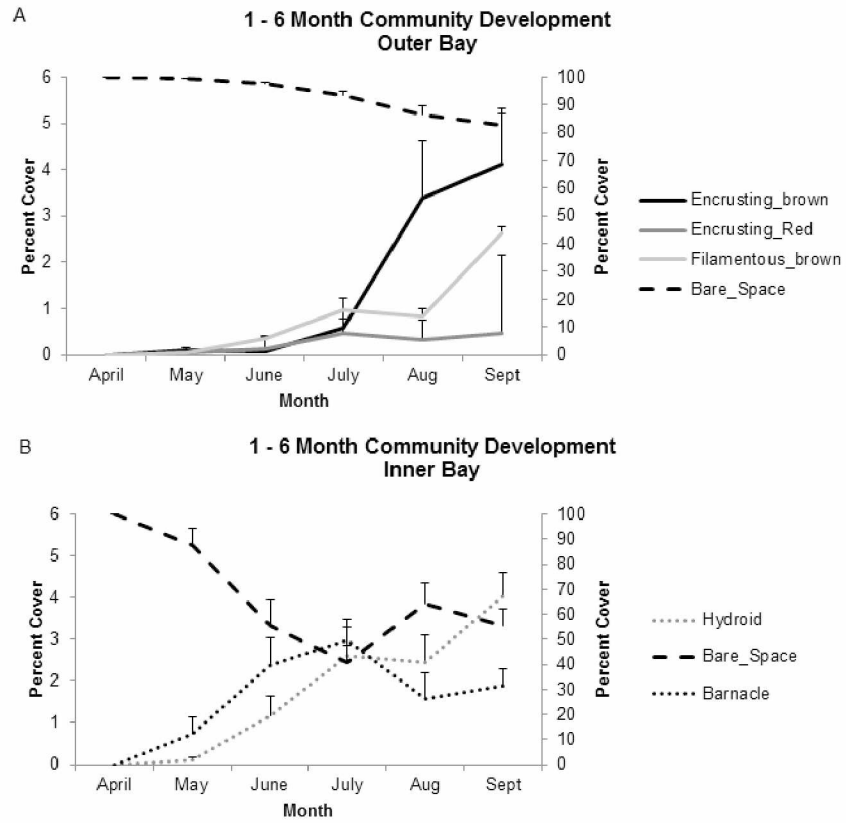 A
1 - 6 Month Community Development
Outer Bay
6
5
4
3
2
1
0
Percent Cover
100
90
80
70
60
50
40
30
20
10
0
Percent Cover
April May June July Aug Sept
Month
Encrusting_brown
Encrusting_Red
Filamentous_brown
Bare_Space
B
1 - 6 Month Community Development
Inner Bay
6
5
4
3
2
1
0
Percent Cover
100
90
80
70
60
50
40
30
20
10
0
Percent Cover
April May June July Aug Sept
Month
Hydroid
Bare_Space
Barnacle